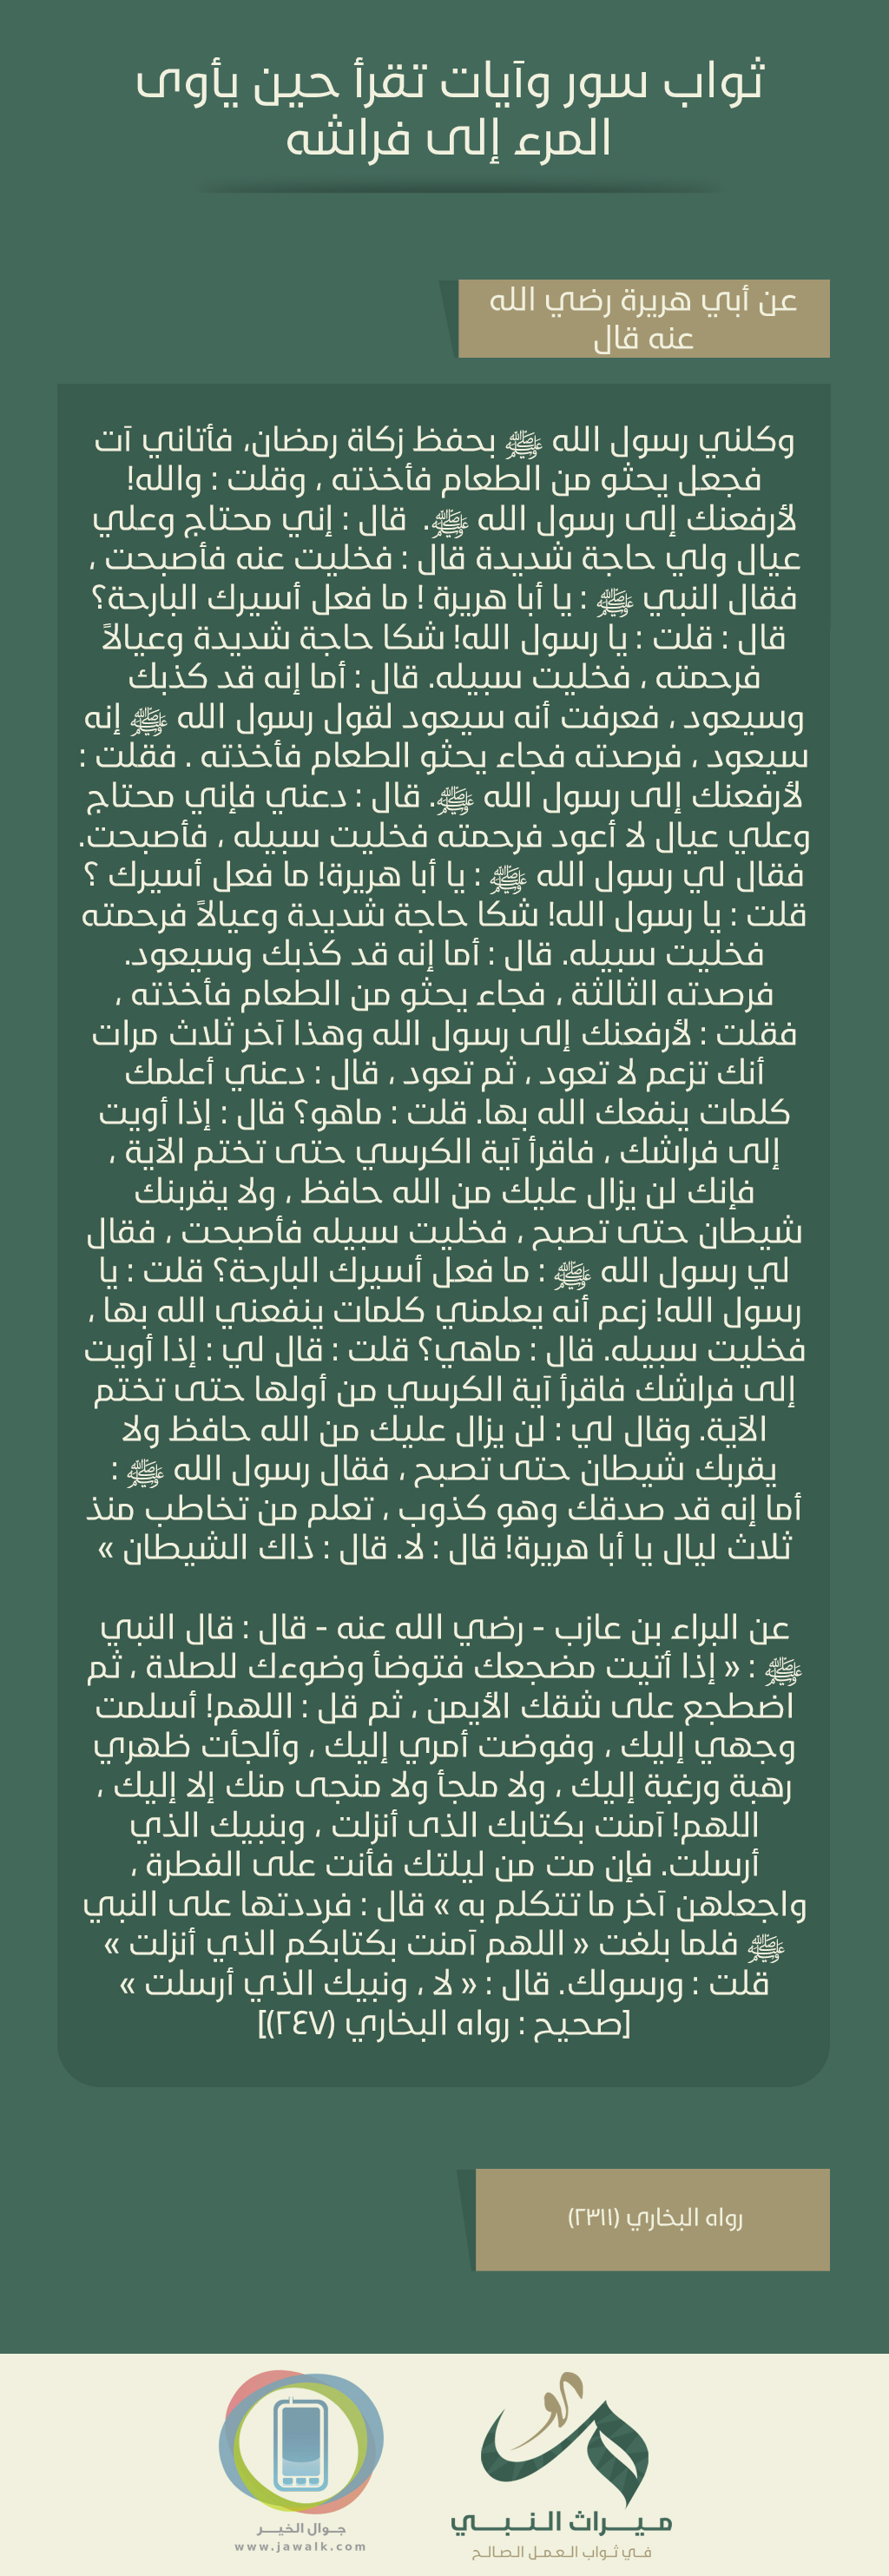 ثواب سور وآيات تقرأ حين يأوى
المرء إلى فراشه
عن أبي هريرة رضي الله
عنه قال
وكلني رسول الله ﷺ بحفظ زكاة رمضان، فأتاني آت
فجعل يحثو من الطعام فأخذته ، وقلت : والله!
لأرفعنك إلى رسول الله ﷺ. قال : إني محتاج وعلي
عيال ولي حاجة شديدة قال : فخليت عنه فأصبحت ،
فقال النبي ﷺ : يا أبا هريرة ! ما فعل أسيرك البارحة؟
قال : قلت : يا رسول الله! شكا حاجة شديدة وعيالاً
فرحمته ، فخليت سبيله. قال : أما إنه قد كذبك
وسيعود ، فعرفت أنه سيعود لقول رسول الله ﷺ إنه
سيعود ، فرصدته فجاء يحثو الطعام فأخذته . فقلت :
لأرفعنك إلى رسول الله ﷺ. قال : دعني فإني محتاج
وعلي عيال لا أعود فرحمته فخليت سبيله ، فأصبحت.
فقال لي رسول الله ﷺ : يا أبا هريرة! ما فعل أسيرك ؟
قلت : يا رسول الله! شكا حاجة شديدة وعيالاً فرحمته
فخليت سبيله. قال : أما إنه قد كذبك وسيعود.
فرصدته الثالثة ، فجاء يحثو من الطعام فأخذته ،
فقلت : لأرفعنك إلى رسول الله وهذا آخر ثلاث مرات
أنك تزعم لا تعود ، ثم تعود ، قال : دعني أعلمك
كلمات ينفعك الله بها. قلت : ماهو؟ قال : إذا أويت
إلى فراشك ، فاقرأ آية الكرسي حتى تختم الآية ،
فإنك لن يزال عليك من الله حافظ ، ولا يقربنك
شيطان حتى تصبح ، فخليت سبيله فأصبحت ، فقال
لي رسول الله ﷺ : ما فعل أسيرك البارحة؟ قلت : يا
رسول الله! زعم أنه يعلمني كلمات ينفعني الله بها ،
فخليت سبيله. قال : ماهي؟ قلت : قال لي : إذا أويت
إلى فراشك فاقرأ آية الكرسي من أولها حتى تختم
الآية. وقال لي : لن يزال عليك من الله حافظ ولا
يقربك شيطان حتى تصبح ، فقال رسول الله ﷺ :
أما إنه قد صدقك وهو كذوب ، تعلم من تخاطب منذ
ثلاث ليال يا أبا هريرة! قال : لا. قال : ذاك الشيطان »
عن البراء بن عازب - رضي الله عنه - قال : قال النبي
ﷺ : « إذا أتيت مضجعك فتوضأ وضوءك للصلاة ، ثم
اضطجع على شقك الأيمن ، ثم قل : اللهم! أسلمت
وجهي إليك ، وفوضت أمري إليك ، وألجأت ظهري
رهبة ورغبة إليك ، ولا ملجأ ولا منجى منك إلا إليك ،
اللهم! آمنت بكتابك الذى أنزلت ، وبنبيك الذي
أرسلت. فإن مت من ليلتك فأنت على الفطرة ،
واجعلهن آخر ما تتكلم به » قال : فرددتها على النبي
ﷺ فلما بلغت « اللهم آمنت بكتابكم الذي أنزلت »
قلت : ورسولك. قال : « لا ، ونبيك الذي أرسلت »
[صحيح : رواه البخاري (٢٤٧)]
رواه البخاري (٢٣١١)
ميراث النبي
في ثواب العمل الصالح
جوال الخير
www.jawalk.com